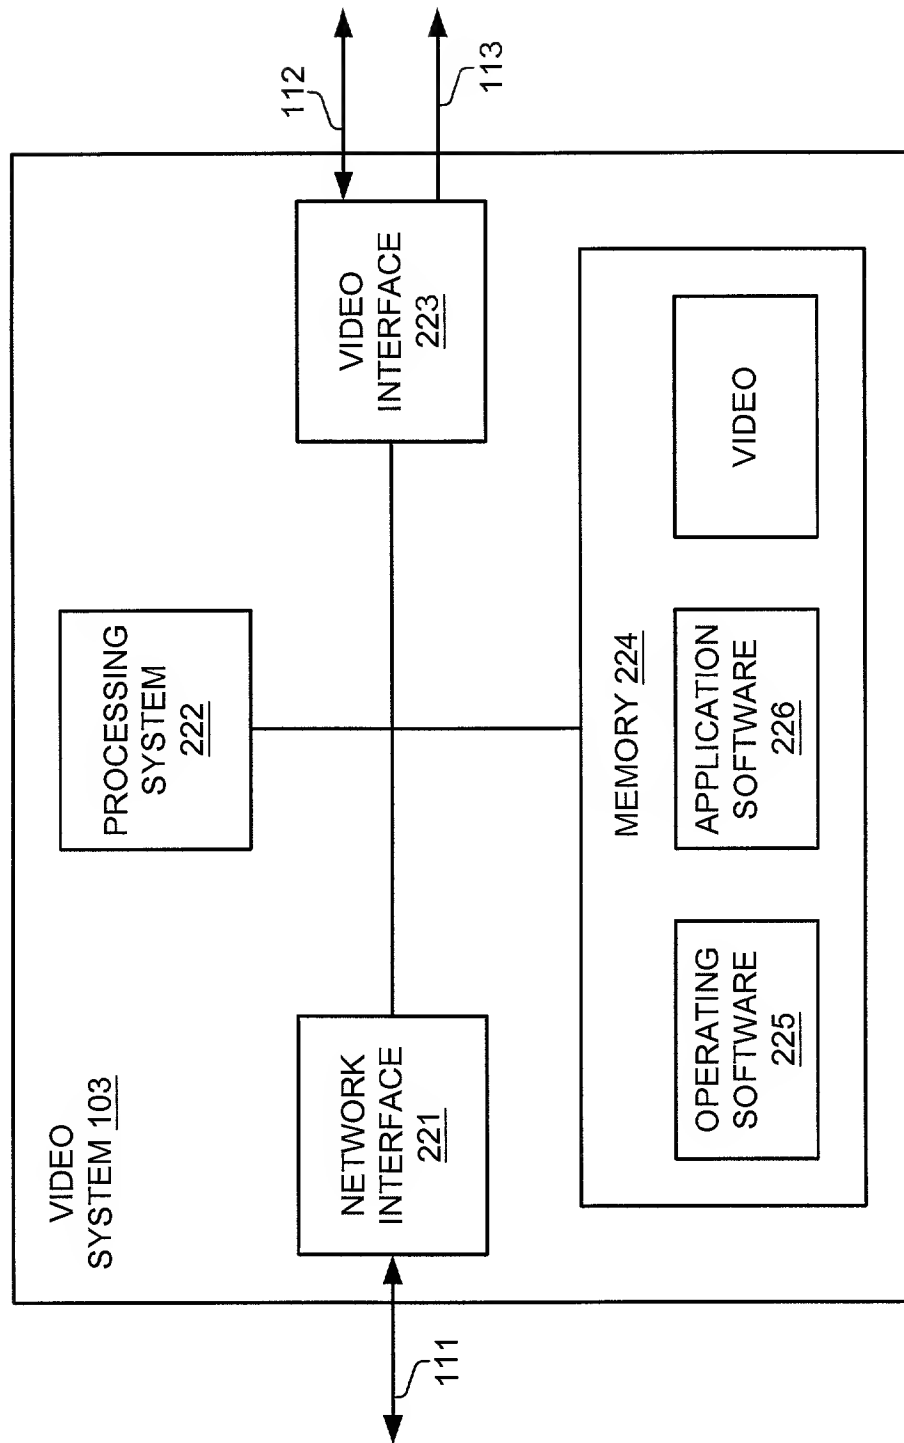 VIDEO
SYSTEM 103
PROCESSING
SYSTEM
222
111
NETWORK
INTERFACE
221
VIDEO
INTERFACE
223
112
113
MEMORY 224
OPERATING
SOFTWARE
225
APPLICATION
SOFTWARE
226
VIDEO